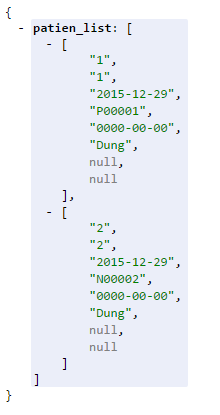 {
- patien_list: [
- [
"1",
"1",
"2015-12-29",
"P00001",
"0000-00-00",
"Dung",
null,
null
],
- [
"2",
"2",
"2015-12-29",
"N00002",
"0000-00-00",
"Dung",
null,
null
]
]
}